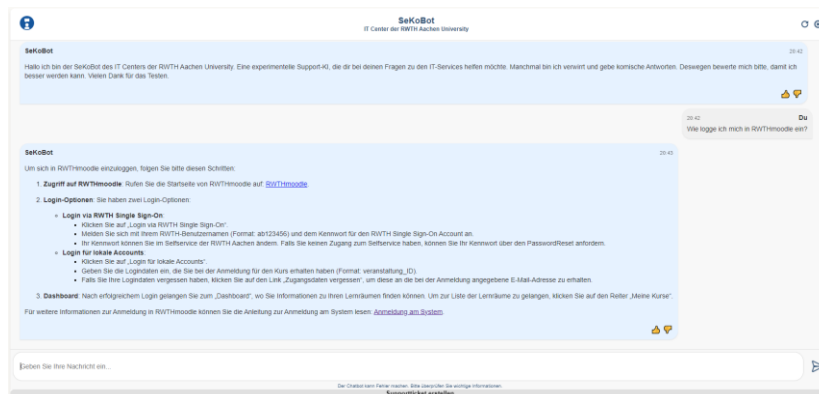 SeKoBot
IT Center der RWTH Aachen University
SeKoBot
20:42
Hallo ich bin der SeKoBot des IT Centers der RWTH Aachen University. Eine experimentelle Support-KI, die dir bei deinen Fragen zu den IT-Services helfen möchte. Manchmal bin ich verwirrt und gebe komische Antworten. Deswegen bewerte mich bitte, damit ich
besser werden kann. Vielen Dank für das Testen.
20:42
Du
Wie logge ich mich in RWTHmoodle ein?
SeKoBot
20:43
Um sich in RWTHmoodle einzuloggen, folgen Sie bitte diesen Schritten:
1. Zugriff auf RWTHmoodle: Rufen Sie die Startseite von RWTHmoodle auf: RWTHmoodle.
2. Login-Optionen: Sie haben zwei Login-Optionen:
Login via RWTH Single Sign-On:
Klicken Sie auf „Login via RWTH Single Sign-On“.
Melden Sie sich mit Ihrem RWTH-Benutzernamen (Format: ab123456) und dem Kennwort für den RWTH Single Sign-On Account an.
Ihr Kennwort können Sie im Selfservice der RWTH Aachen ändern. Falls Sie keinen Zugang zum Selfservice haben, können Sie Ihr Kennwort über den PasswordReset anfordern.
Login für lokale Accounts:
Klicken Sie auf „Login für lokale Accounts“.
Geben Sie die Logindaten ein, die Sie bei der Anmeldung für den Kurs erhalten haben (Format: veranstaltung_ID).
Falls Sie Ihre Logindaten vergessen haben, klicken Sie auf den Link „Zugangsdaten vergessen“, um diese an die bei der Anmeldung angegebene E-Mail-Adresse zu erhalten.
3. Dashboard: Nach erfolgreichem Login gelangen Sie zum „Dashboard“, wo Sie Informationen zu Ihren Lernräumen finden können. Um zur Liste der Lernräume zu gelangen, klicken Sie auf den Reiter „Meine Kurse“.
Für weitere Informationen zur Anmeldung in RWTHmoodle können Sie die Anleitung zur Anmeldung am System lesen: Anmeldung am System.
Geben Sie Ihre Nachricht ein...
Der Chatbot kann Fehler machen. Bitte überprüfen Sie wichtige Informationen.
Supportticket erstellen